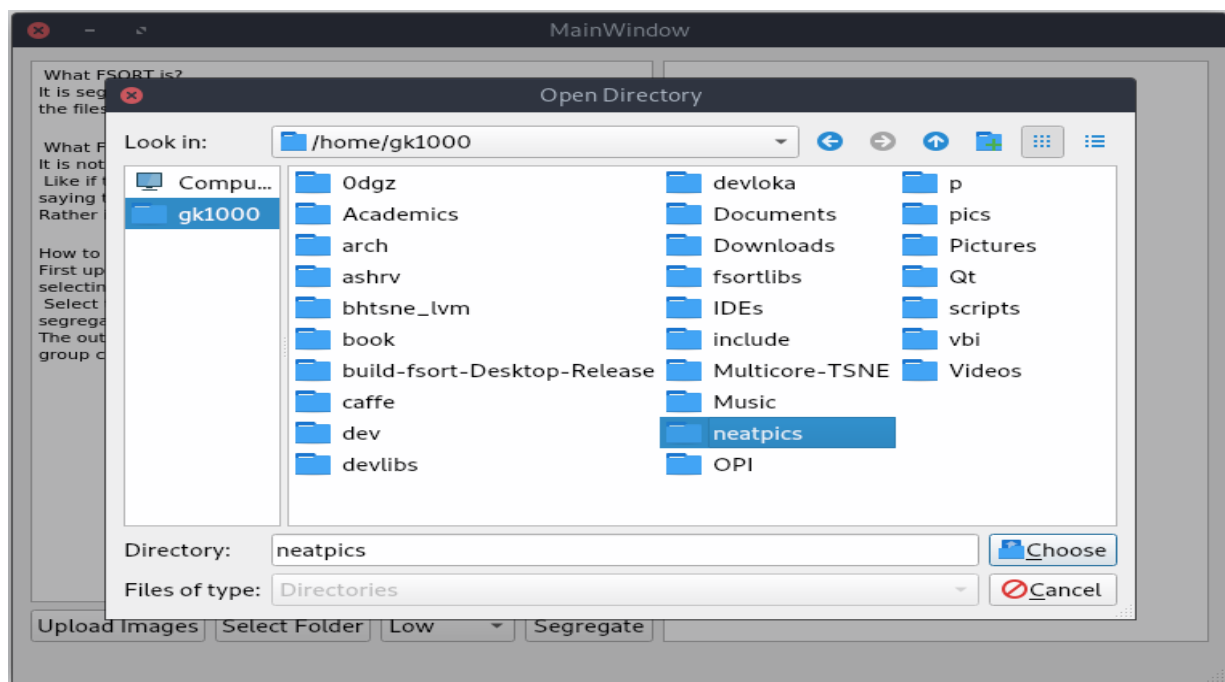 MainWindow
What FSORT is?
It is seg
the files
What F
It is not
Like if t
saying t
Rather i
How to
First up
selectin
Select
segrega
The out
group c
Open Directory
Look in:
/home/gk1000
Compu...
gk1000
0dgz
Academics
arch
ashrv
bhtsne_lvm
book
build-fsort-Desktop-Release
caffe
dev
devlibs
devloka
Documents
Downloads
fsortlibs
IDEs
include
Multicore-TSNE
Music
neatpics
OPI
p
pics
Pictures
Qt
scripts
vbi
Videos
Directory:
neatpics
Choose
Files of type:
Directories
Cancel
Upload Images
Select Folder
Low
Segregate